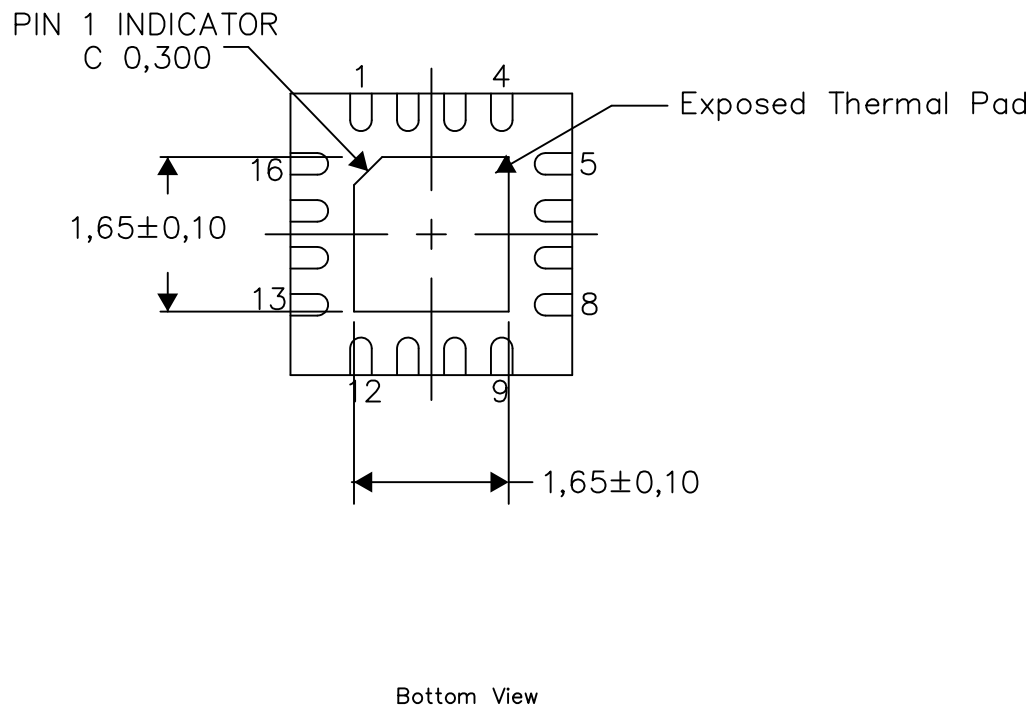 PIN 1 INDICATOR
C 0,300
1
4
Exposed Thermal Pad
16
5
1,65±0,10
13
8
12
9
1,65±0,10
Bottom View